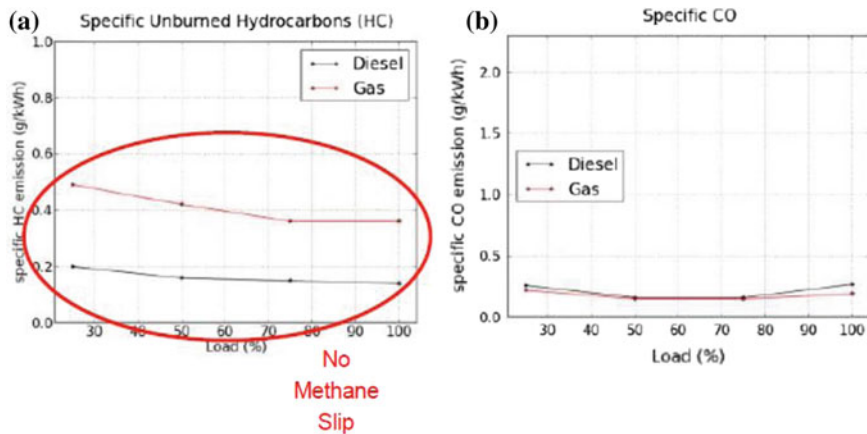 (a) Specific Unburned Hydrocarbons (HC)
specific HC emission (g/kWh)
1.0
0.8
0.6
0.4
0.2
0.0
Diesel
Gas
30 40 50 60 70 80 90 100
Load (%)
No
Methane
Slip
(b) Specific CO
specific CO emission (g/kWh)
2.0
1.5
1.0
0.5
0.0
Diesel
Gas
30 40 50 60 70 80 90 100
Load (%)